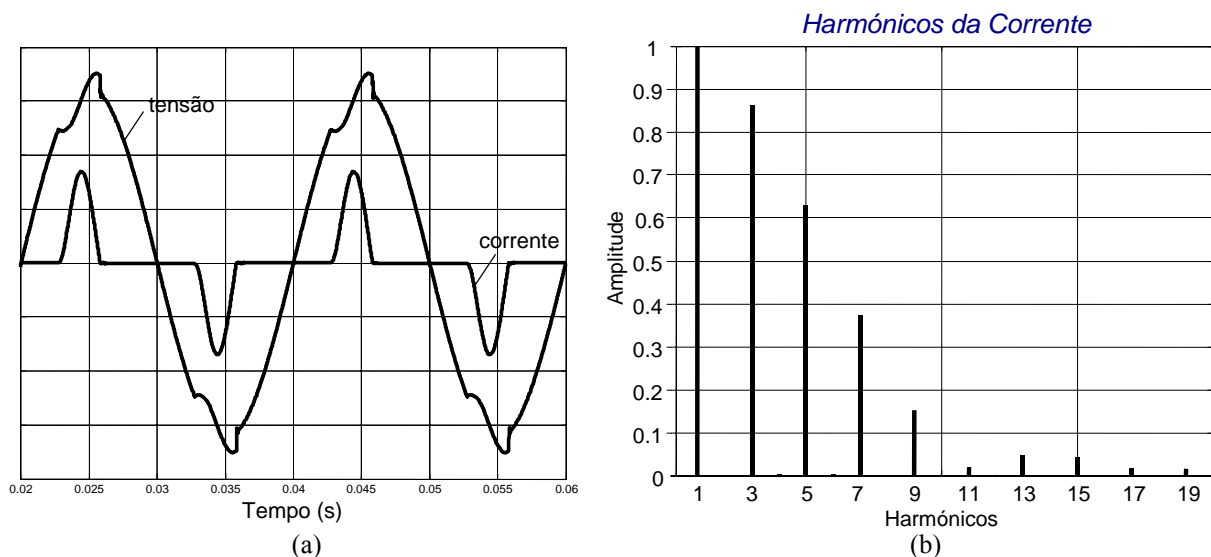 tensão
corrente
0.02 0.025 0.03 0.035 0.04 0.045 0.05 0.055 0.06
Tempo (s)
(a)
Harmónicos da Corrente
Amplitude
1
0.9
0.8
0.7
0.6
0.5
0.4
0.3
0.2
0.1
0
1 3 5 7 9 11 13 15 17 19
Harmónicos
(b)